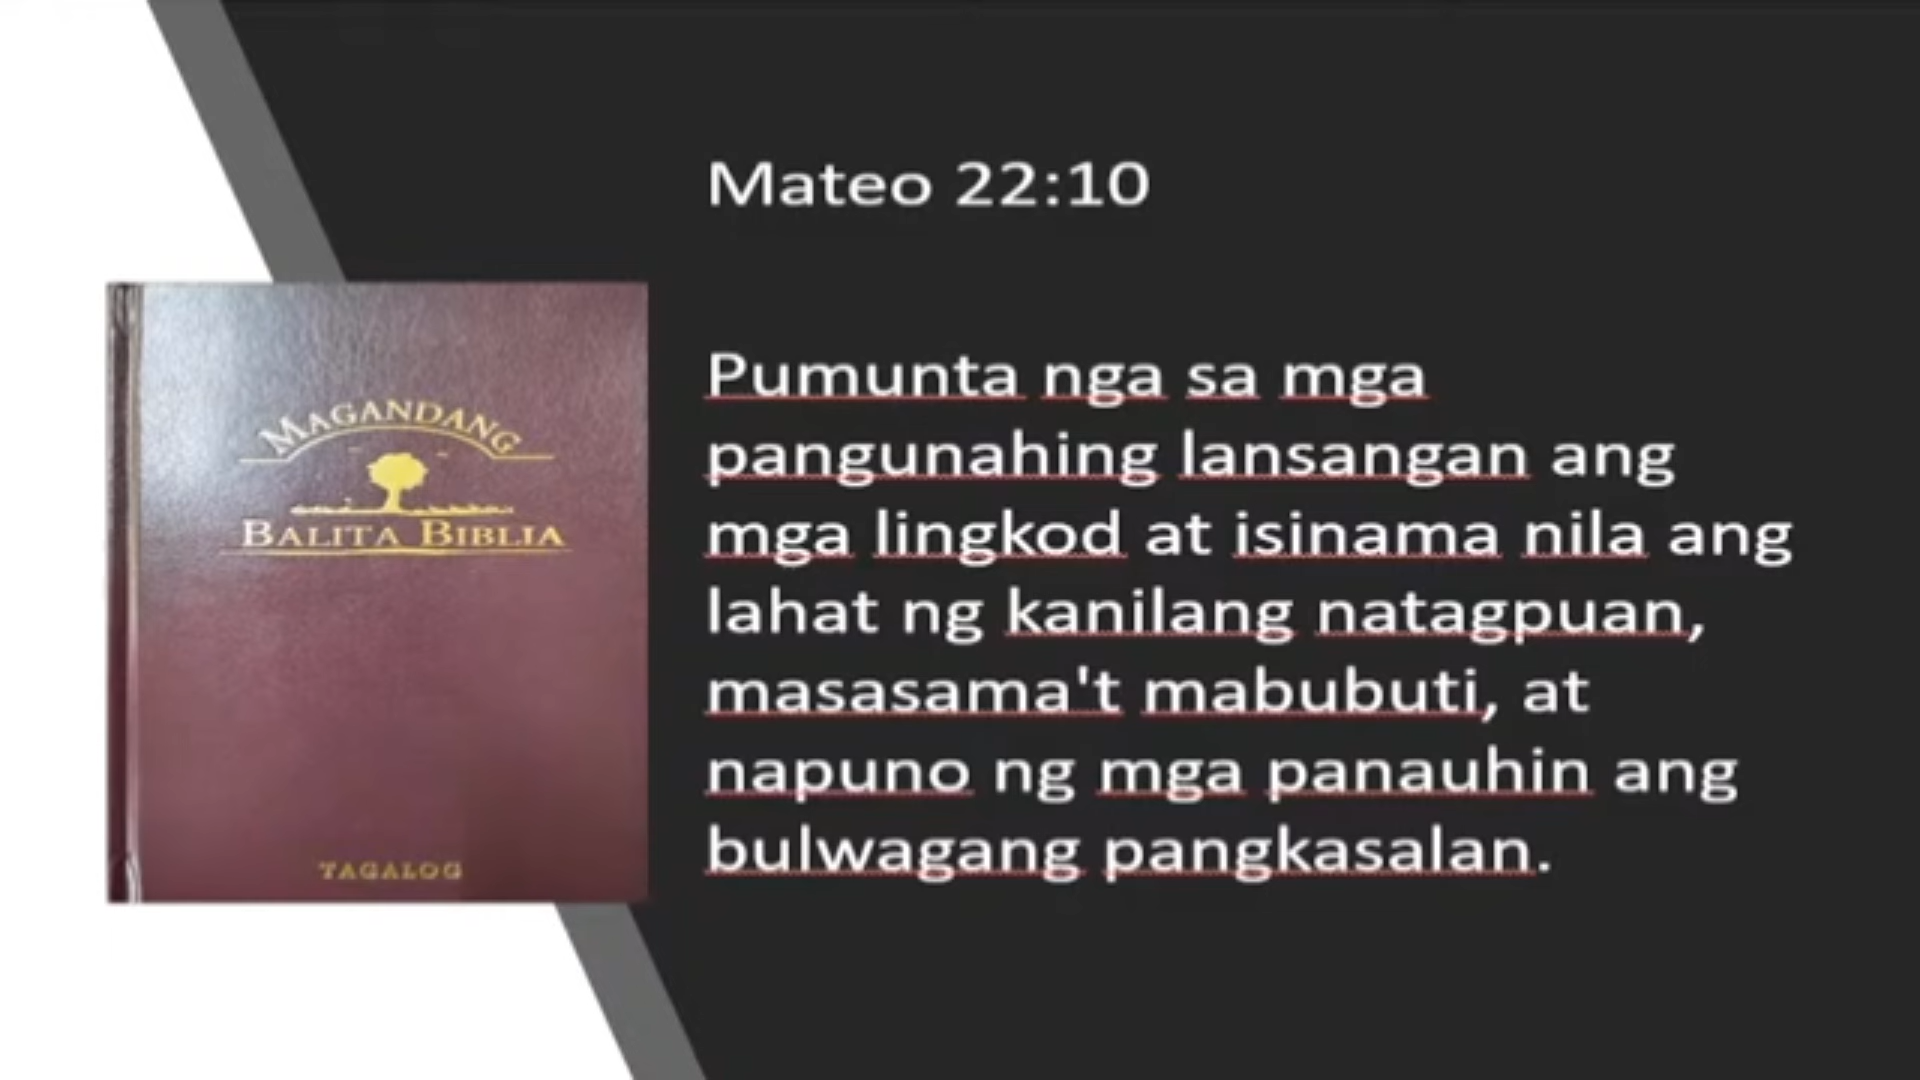 Mateo 22:10
Pumunta nga sa mga
pangunahing lansangan ang
mga lingkod at isinama nila ang
lahat ng kanilang natagpuan,
masasama't mabubuti, at
napuno ng mga panauhin ang
bulwagang pangkasalan.
MAGANDANG
BALITA BIBLIA
TAGALOG